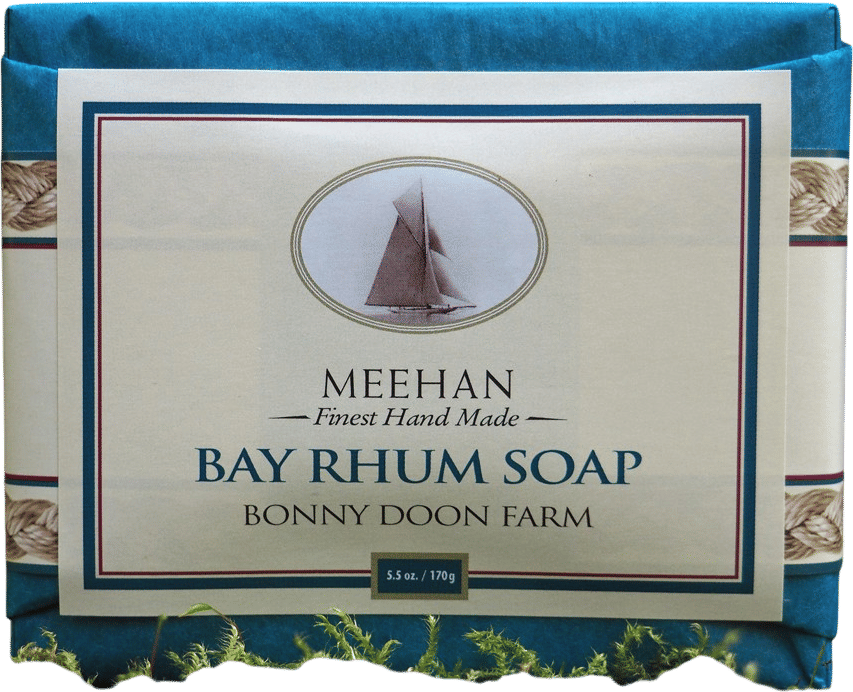 MEEHAN
Finest Hand Made
BAY RHUM SOAP
BONNY DOON FARM
5.5 oz. / 170g